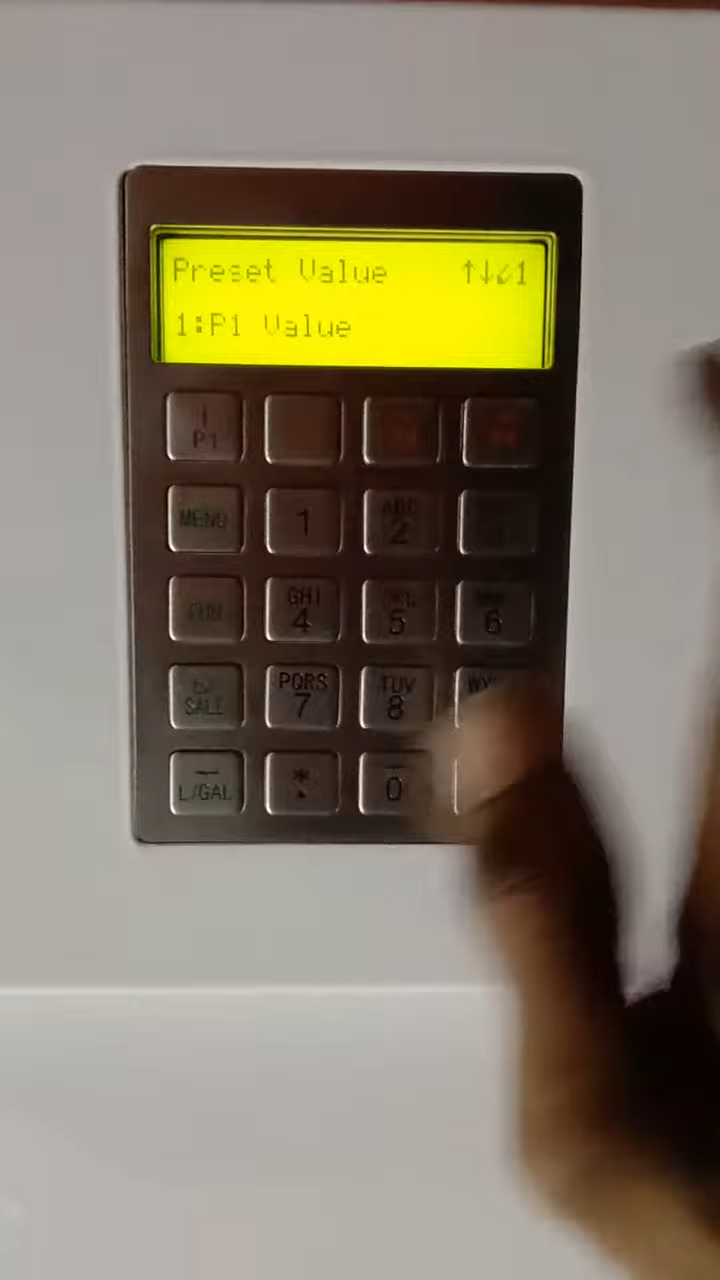 Preset Value ↑↓↙1
1:P1 Value
P1
MENU 1 ABC 2
GHI 4 5 6
SALE PQRS 7 TUV 8
L/GAL * . 0